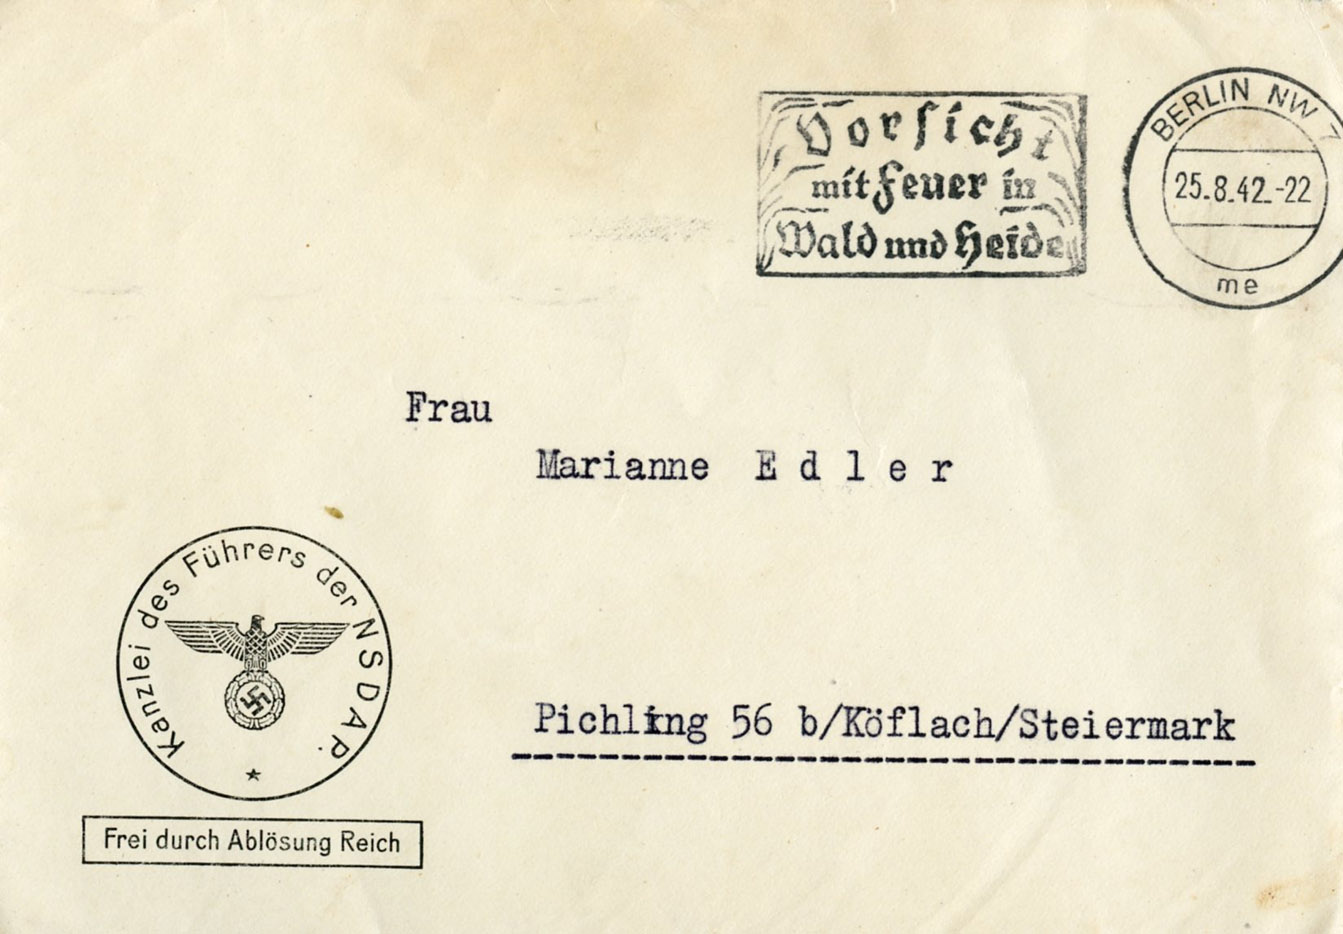 Vorsicht
mit Feuer in
Wald und Heide
BERLIN NW 7
25.8.42.-22
me
Frau
Marianne E d l e r
Kanzlei des Führers der NSDAP.
Pichling 56 b/Köflach/Steiermark
Frei durch Ablösung Reich